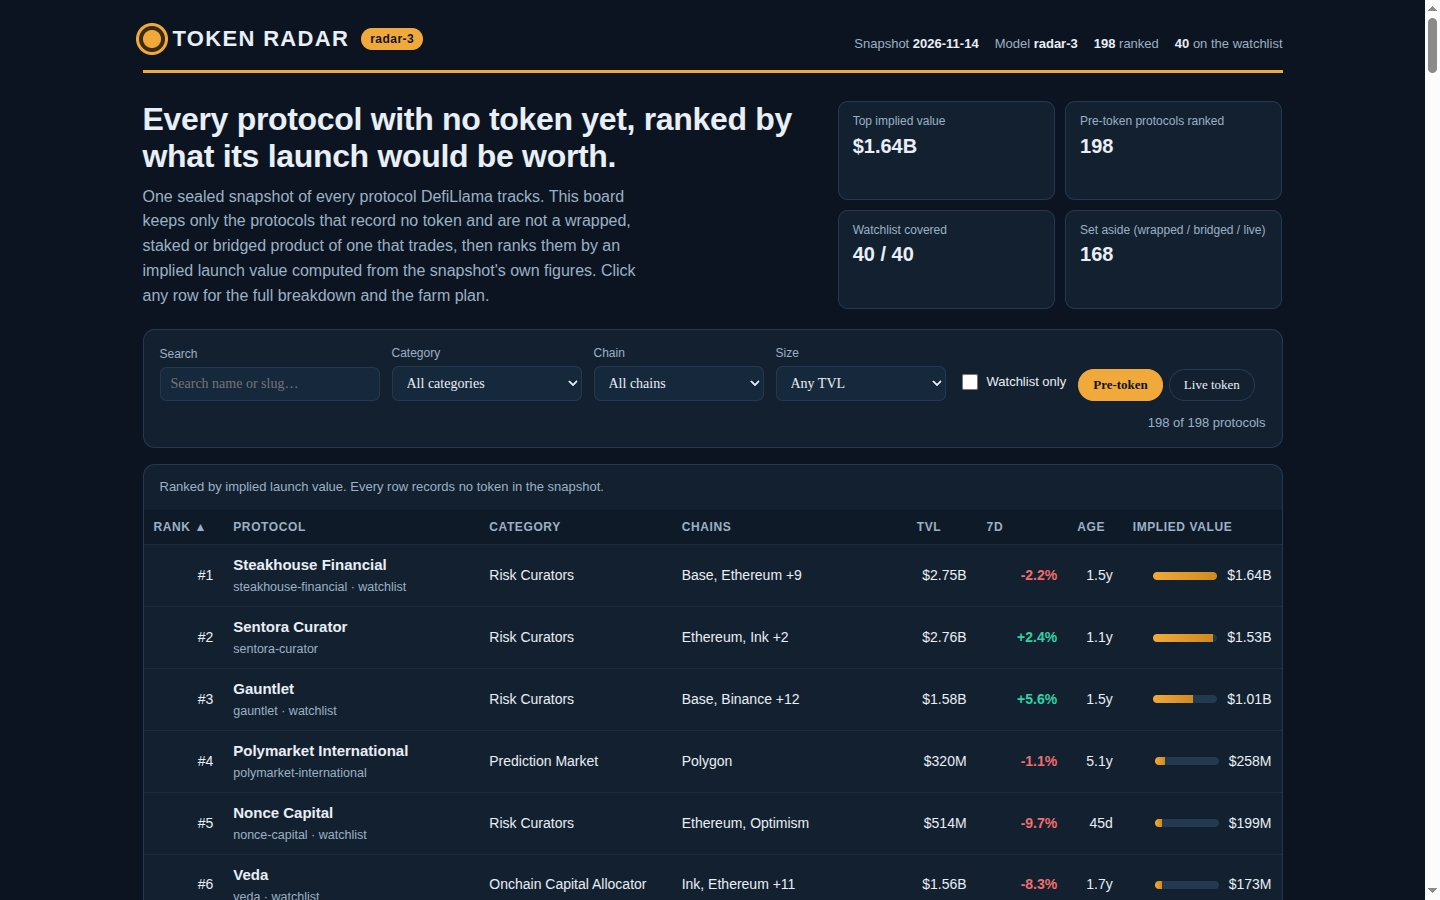 TOKEN RADAR radar-3
Snapshot 2026-11-14 Model radar-3 198 ranked 40 on the watchlist
Every protocol with no token yet, ranked by
what its launch would be worth.
One sealed snapshot of every protocol DefiLlama tracks. This board
keeps only the protocols that record no token and are not a wrapped,
staked or bridged product of one that trades, then ranks them by an
implied launch value computed from the snapshot's own figures. Click
any row for the full breakdown and the farm plan.
Top implied value
$1.64B
Pre-token protocols ranked
198
Watchlist covered
40 / 40
Set aside (wrapped / bridged / live)
168
Search
Search name or slug…
Category
All categories
Chain
All chains
Size
Any TVL
Watchlist only
Pre-token
Live token
198 of 198 protocols
Ranked by implied launch value. Every row records no token in the snapshot.
RANK ▲ PROTOCOL CATEGORY CHAINS TVL 7D AGE IMPLIED VALUE
#1 Steakhouse Financial Risk Curators Base, Ethereum +9 $2.75B -2.2% 1.5y $1.64B
steakhouse-financial · watchlist
#2 Sentora Curator Risk Curators Ethereum, Ink +2 $2.76B +2.4% 1.1y $1.53B
sentora-curator
#3 Gauntlet Risk Curators Base, Binance +12 $1.58B +5.6% 1.5y $1.01B
gauntlet · watchlist
#4 Polymarket International Prediction Market Polygon $320M -1.1% 5.1y $258M
polymarket-international
#5 Nonce Capital Risk Curators Ethereum, Optimism $514M -9.7% 45d $199M
nonce-capital · watchlist
#6 Veda Onchain Capital Allocator Ink, Ethereum +11 $1.56B -8.3% 1.7y $173M
veda · watchlist